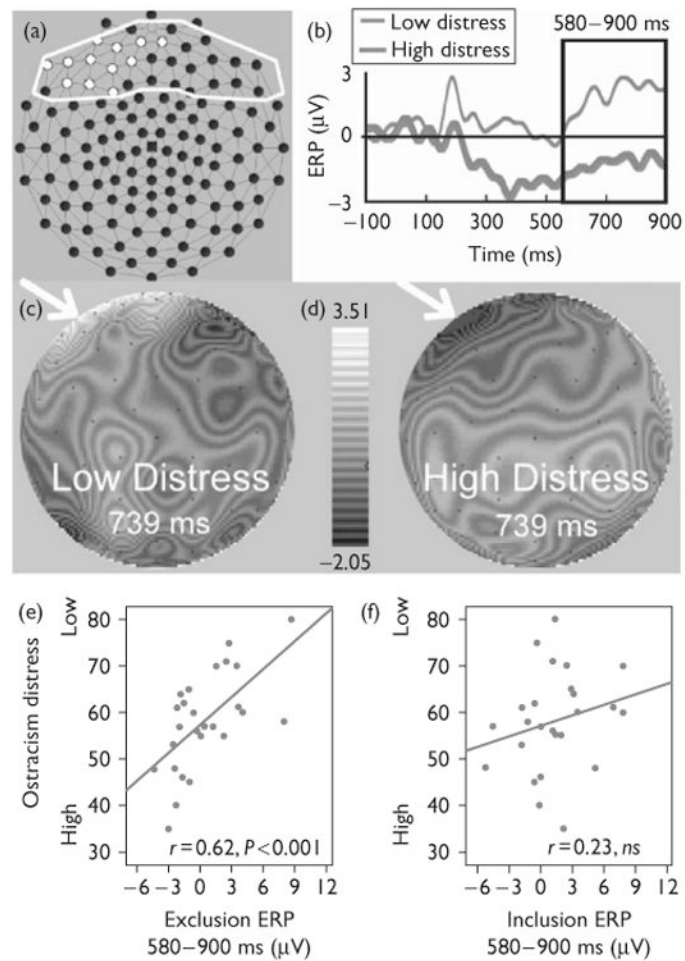 (a)
(b)
Low distress
High distress
580–900 ms
3
0
−3
ERP (μV)
−100 100 300 500 700 900
Time (ms)
(c)
(d)
3.51
−2.05
Low Distress
739 ms
High Distress
739 ms
(e)
(f)
Ostracism distress
Low
High
80
70
60
50
40
30
r=0.62, P<0.001
−6 −3 0 3 6 9 12
Exclusion ERP
580–900 ms (μV)
Low
High
80
70
60
50
40
30
r=0.23, ns
−6 −3 0 3 6 9 12
Inclusion ERP
580–900 ms (μV)